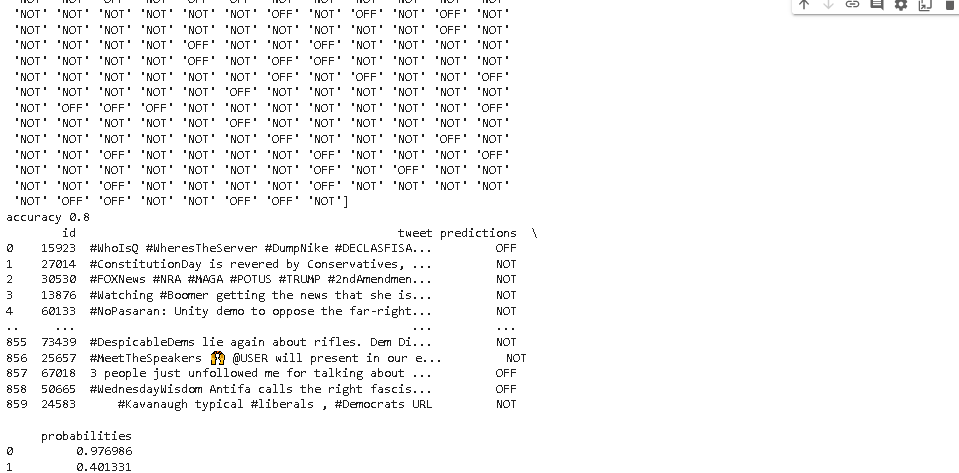 'NOT' 'NOT' 'NOT' 'NOT' 'NOT' 'NOT' 'OFF' 'NOT' 'OFF' 'NOT' 'OFF' 'NOT'
'NOT' 'NOT' 'NOT' 'NOT' 'NOT' 'NOT' 'NOT' 'NOT' 'NOT' 'NOT' 'OFF' 'NOT'
'NOT' 'NOT' 'NOT' 'NOT' 'OFF' 'NOT' 'NOT' 'OFF' 'NOT' 'NOT' 'NOT' 'NOT'
'NOT' 'NOT' 'NOT' 'NOT' 'OFF' 'NOT' 'OFF' 'NOT' 'NOT' 'NOT' 'NOT' 'NOT'
'NOT' 'NOT' 'NOT' 'NOT' 'NOT' 'NOT' 'OFF' 'NOT' 'NOT' 'NOT' 'NOT' 'OFF'
'NOT' 'NOT' 'NOT' 'NOT' 'NOT' 'OFF' 'NOT' 'NOT' 'NOT' 'NOT' 'NOT' 'NOT'
'NOT' 'OFF' 'OFF' 'OFF' 'NOT' 'NOT' 'NOT' 'NOT' 'NOT' 'NOT' 'NOT' 'OFF'
'NOT' 'NOT' 'NOT' 'NOT' 'NOT' 'OFF' 'NOT' 'NOT' 'NOT' 'NOT' 'NOT' 'NOT'
'NOT' 'NOT' 'NOT' 'NOT' 'NOT' 'NOT' 'OFF' 'NOT' 'NOT' 'NOT' 'OFF' 'NOT'
'NOT' 'OFF' 'NOT' 'NOT' 'NOT' 'NOT' 'NOT' 'OFF' 'NOT' 'NOT' 'NOT' 'OFF'
'NOT' 'NOT' 'NOT' 'NOT' 'NOT' 'NOT' 'NOT' 'OFF' 'NOT' 'OFF' 'NOT' 'NOT'
'NOT' 'OFF' 'NOT' 'NOT' 'NOT' 'OFF' 'NOT' 'OFF' 'NOT' 'NOT' 'NOT' 'NOT'
'NOT' 'OFF' 'OFF' 'NOT' 'NOT' 'OFF' 'OFF' 'NOT']
accuracy 0.8
id tweet predictions \
0 15923 #WhoIsQ #WheresTheServer #DumpNike #DECLASFISA... OFF
1 27014 #ConstitutionDay is revered by Conservatives, ... NOT
2 30530 #FOXNews #NRA #MAGA #POTUS #TRUMP #2ndAmendmen... NOT
3 13876 #Watching #Boomer getting the news that she is... NOT
4 60133 #NoPasaran: Unity demo to oppose the far-right... NOT
.. ... ... ...
855 73439 #DespicableDems lie again about rifles. Dem Di... NOT
856 25657 #MeetTheSpeakers 🙌 @USER will present in our e... NOT
857 67018 3 people just unfollowed me for talking about ... OFF
858 50665 #WednesdayWisdom Antifa calls the right fascis... OFF
859 24583 #Kavanaugh typical #liberals , #Democrats URL NOT
probabilities
0 0.976986
1 0.401331